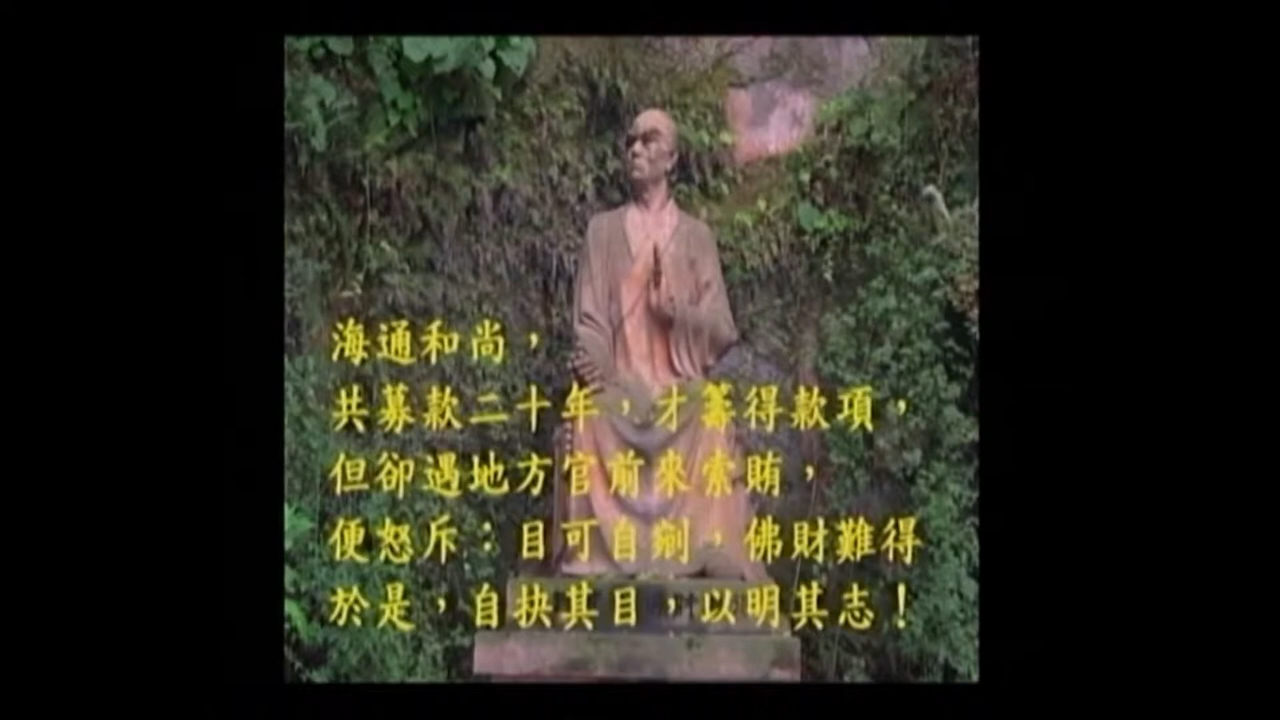 海通和尚，
共募款二十年，才籌得款項，
但卻遇地方官前來索賄，
便怒斥：目可自剜，佛財難得
於是，自抉其目，以明其志！